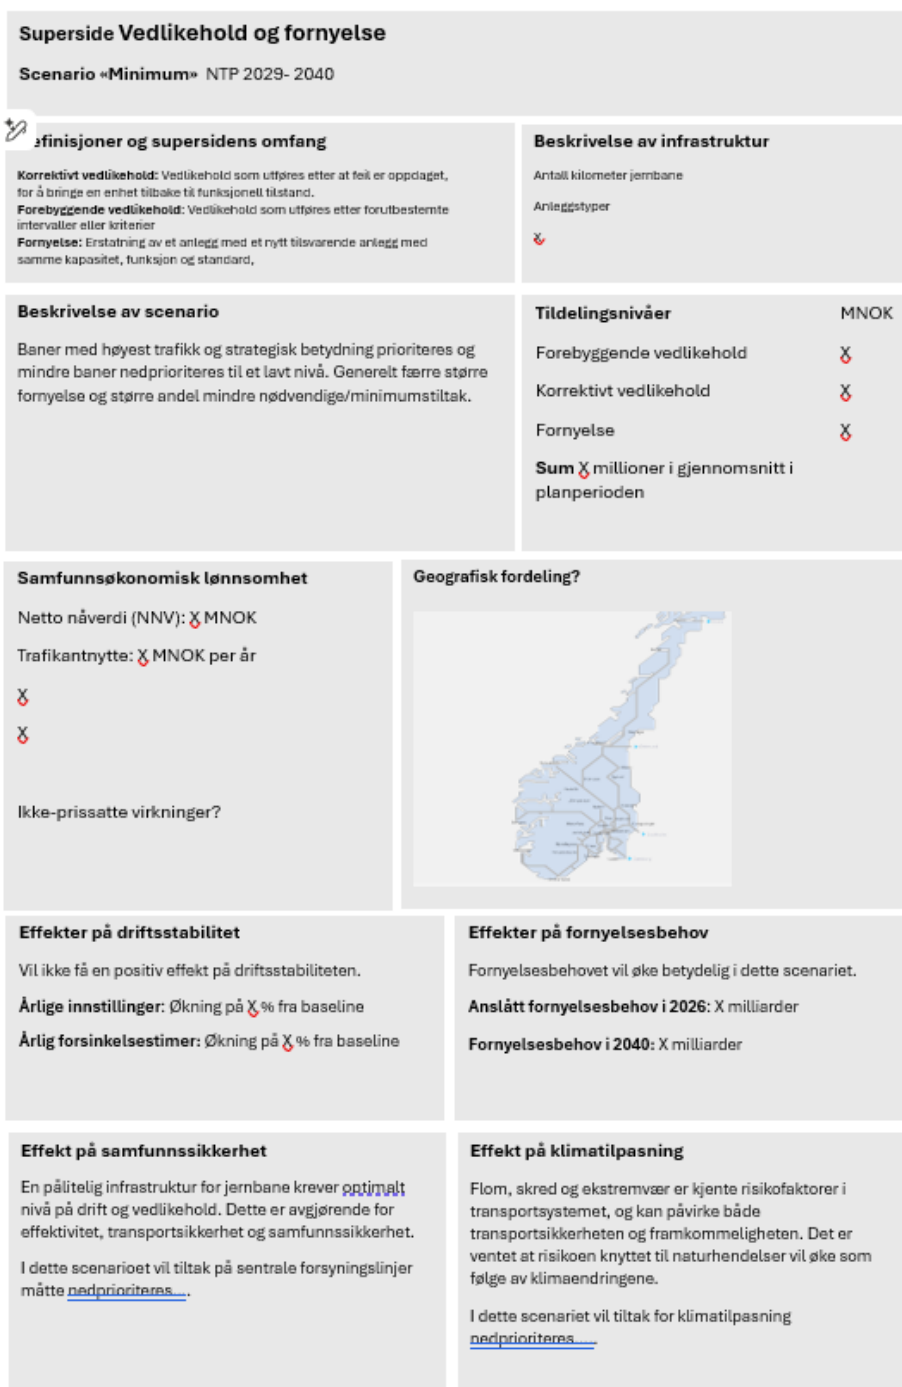 Superside Vedlikehold og fornyelse
Scenario «Minimum» NTP 2029- 2040
efinisjoner og supersidens omfang
Korrektivt vedlikehold: Vedlikehold som utføres etter at feil er oppdaget,
for å bringe en enhet tilbake til funksjonell tilstand.
Forebyggende vedlikehold: Vedlikehold som utføres etter forutbestemte
intervaller eller kriterier
Fornyelse: Erstatning av et anlegg med et nytt tilsvarende anlegg med
samme kapasitet, funksjon og standard,
Beskrivelse av infrastruktur
Antall kilometer jernbane
Anleggstyper
x
Beskrivelse av scenario
Baner med høyest trafikk og strategisk betydning prioriteres og
mindre baner nedprioriteres til et lavt nivå. Generelt færre større
fornyelse og større andel mindre nødvendige/minimumstiltak.
Tildelingsnivåer MNOK
Forebyggende vedlikehold X
Korrektivt vedlikehold X
Fornyelse X
Sum X millioner i gjennomsnitt i
planperioden
Samfunnsøkonomisk lønnsomhet
Netto nåverdi (NNV): X MNOK
Trafikantnytte: X MNOK per år
X
X
Ikke-prissatte virkninger?
Geografisk fordeling?
Effekter på driftsstabilitet
Vil ikke få en positiv effekt på driftsstabiliteten.
Årlige innstillinger: Økning på X % fra baseline
Årlig forsinkelsestimer: Økning på X % fra baseline
Effekter på fornyelsesbehov
Fornyelsesbehovet vil øke betydelig i dette scenariet.
Anslått fornyelsesbehov i 2026: X milliarder
Fornyelsesbehov i 2040: X milliarder
Effekt på samfunnssikkerhet
En pålitelig infrastruktur for jernbane krever optimalt
nivå på drift og vedlikehold. Dette er avgjørende for
effektivitet, transportsikkerhet og samfunnssikkerhet.
I dette scenarioet vil tiltak på sentrale forsyningslinjer
måtte nedprioriteres....
Effekt på klimatilpasning
Flom, skred og ekstremvær er kjente risikofaktorer i
transportsystemet, og kan påvirke både
transportsikkerheten og framkommeligheten. Det er
ventet at risikoen knyttet til naturhendelser vil øke som
følge av klimaendringene.
I dette scenariet vil tiltak for klimatilpasning
nedprioriteres.....